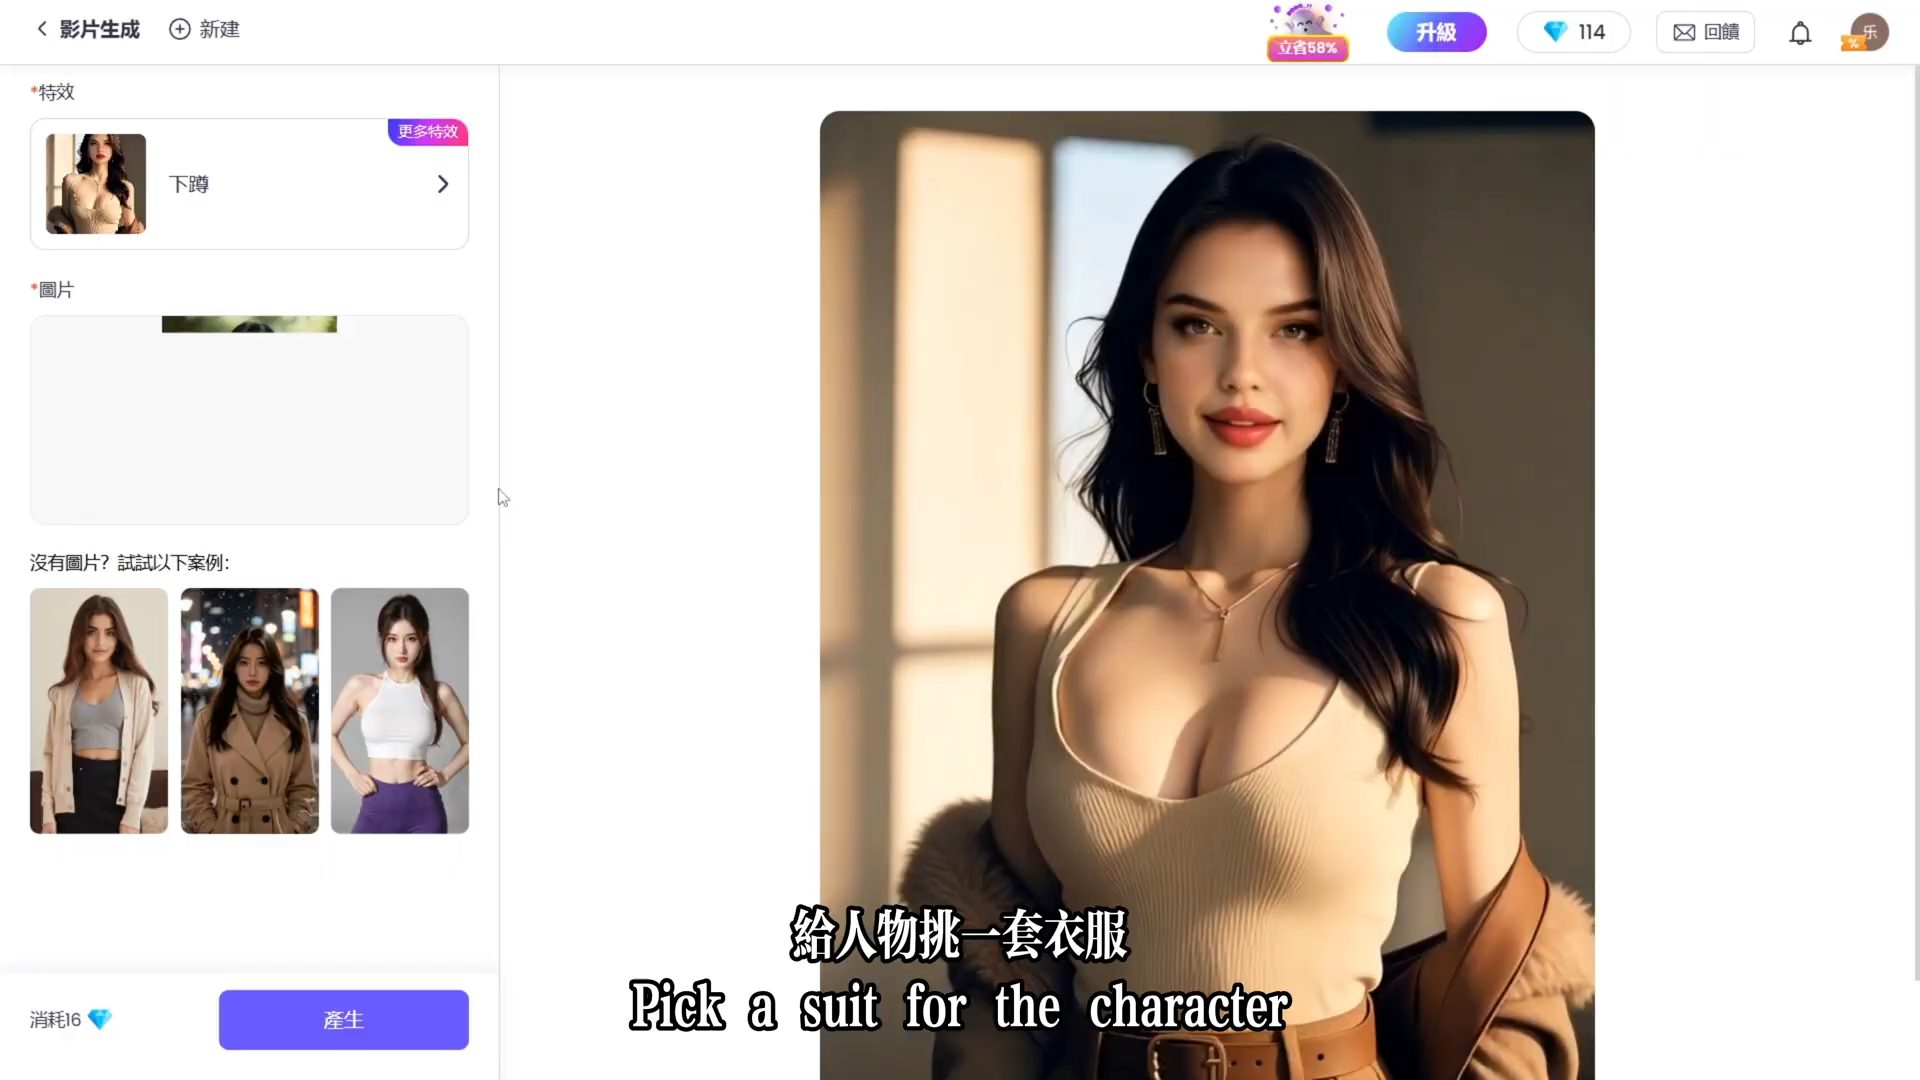 影片生成
新建
立省58%
升級
114
回饋
乐
%
*特效
更多特效
下蹲
*圖片
沒有圖片？試試以下案例：
消耗16
產生
給人物挑一套衣服
Pick a suit for the character